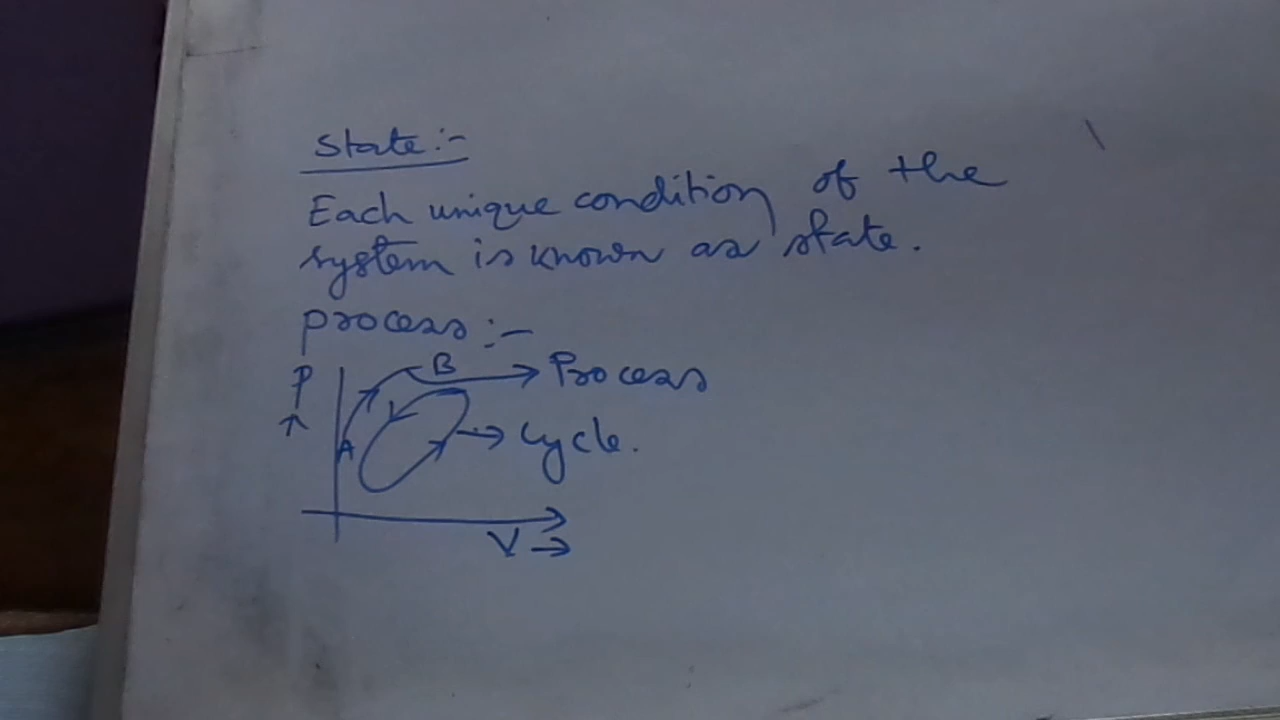 State:-
Each unique condition of the
system is known as state.
process:-
P B → Process
↑ A → Cycle.
V →